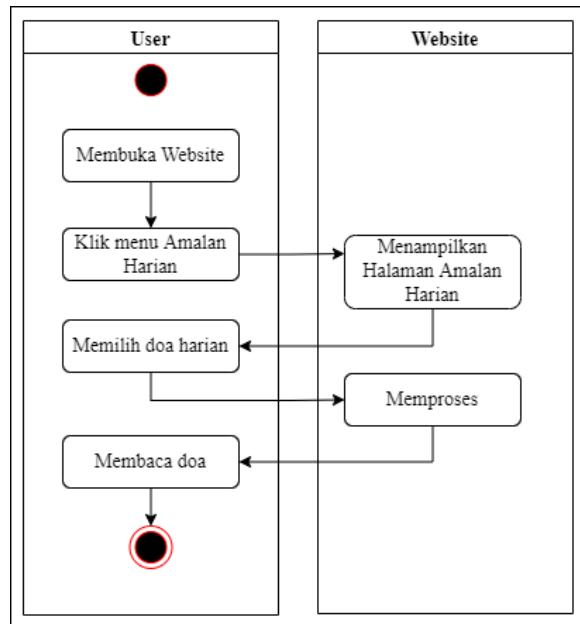 User
Website
Membuka Website
Klik menu Amalan
Harian
Menampilkan
Halaman Amalan
Harian
Memilih doa harian
Memproses
Membaca doa